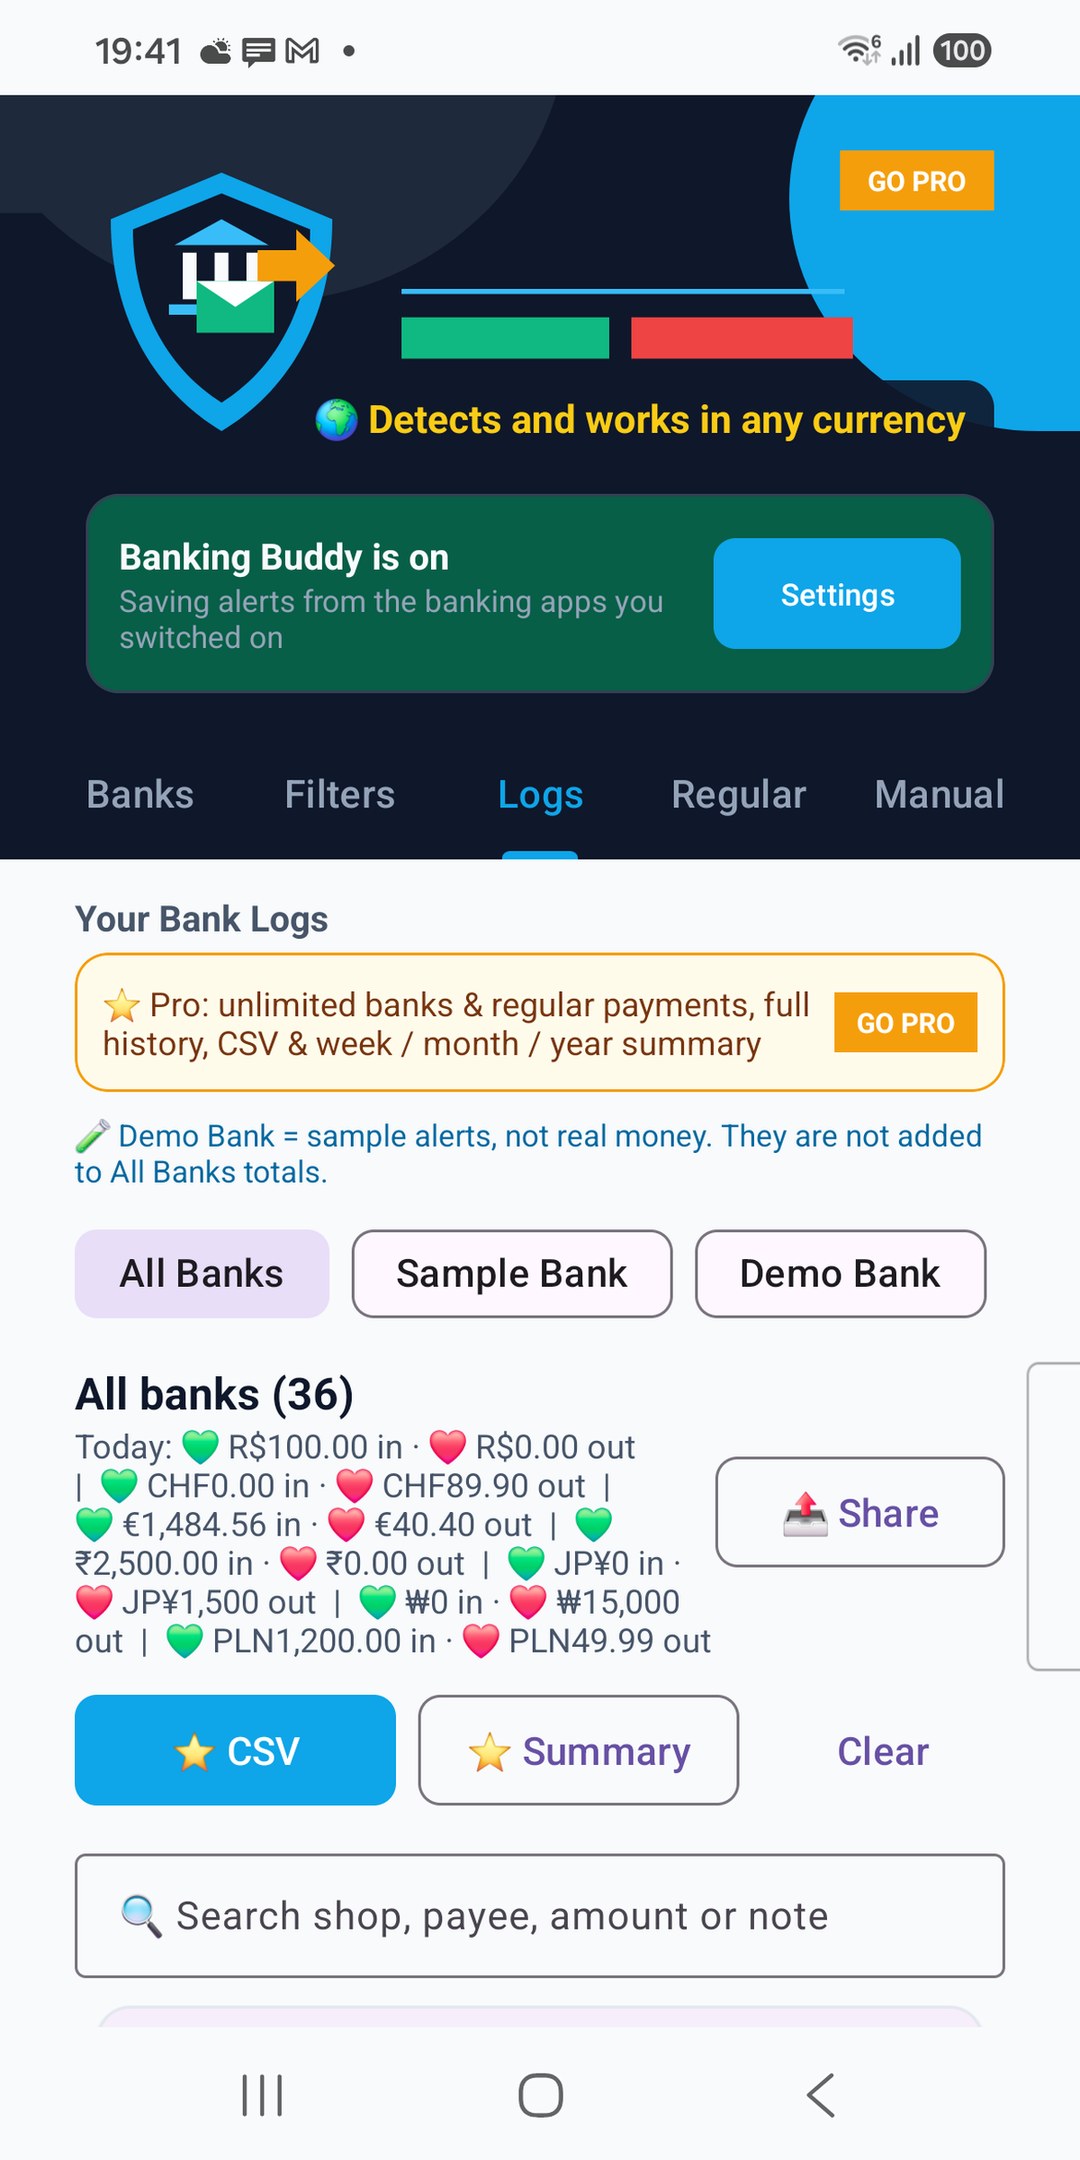 19:41
6
100
GO PRO
🌍 Detects and works in any currency
Banking Buddy is on
Saving alerts from the banking apps you
switched on
Settings
Banks Filters Logs Regular Manual
Your Bank Logs
⭐ Pro: unlimited banks & regular payments, full
history, CSV & week / month / year summary
GO PRO
🧪 Demo Bank = sample alerts, not real money. They are not added
to All Banks totals.
All Banks Sample Bank Demo Bank
All banks (36)
Today: 💚 R$100.00 in · ❤️ R$0.00 out
| 💚 CHF0.00 in · ❤️ CHF89.90 out |
💚 €1,484.56 in · ❤️ €40.40 out | 💚
₹2,500.00 in · ❤️ ₹0.00 out | 💚 JP¥0 in ·
❤️ JP¥1,500 out | 💚 ₩0 in · ❤️ ₩15,000
out | 💚 PLN1,200.00 in · ❤️ PLN49.99 out
📤 Share
⭐ CSV ⭐ Summary Clear
🔍 Search shop, payee, amount or note